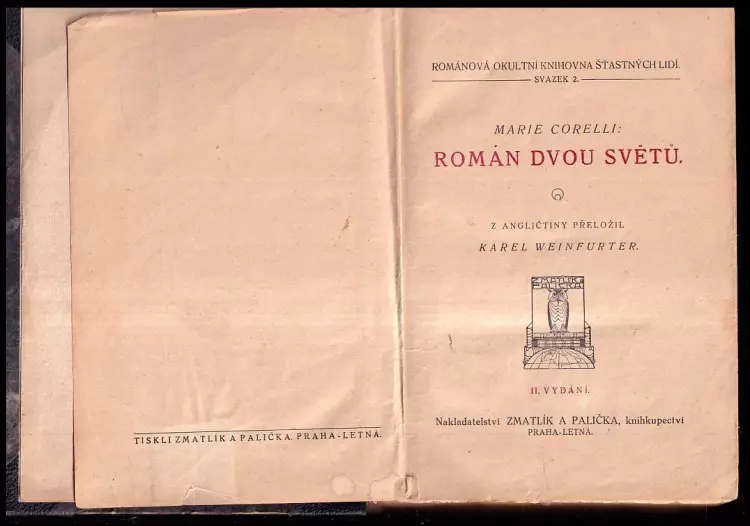 TISKLI ZMATLÍK A PALIČKA, PRAHA-LETNÁ.
ROMÁNOVÁ OKULTNÍ KNIHOVNA ŠŤASTNÝCH LIDÍ.
SVAZEK 2.
MARIE CORELLI:
ROMÁN DVOU SVĚTŮ.
Z ANGLIČTINY PŘELOŽIL
KAREL WEINFURTER.
ZMATLÍK A
PALIČKA
II. VYDÁNÍ.
Nakladatelství ZMATLÍK A PALIČKA, knihkupectví
PRAHA-LETNÁ.